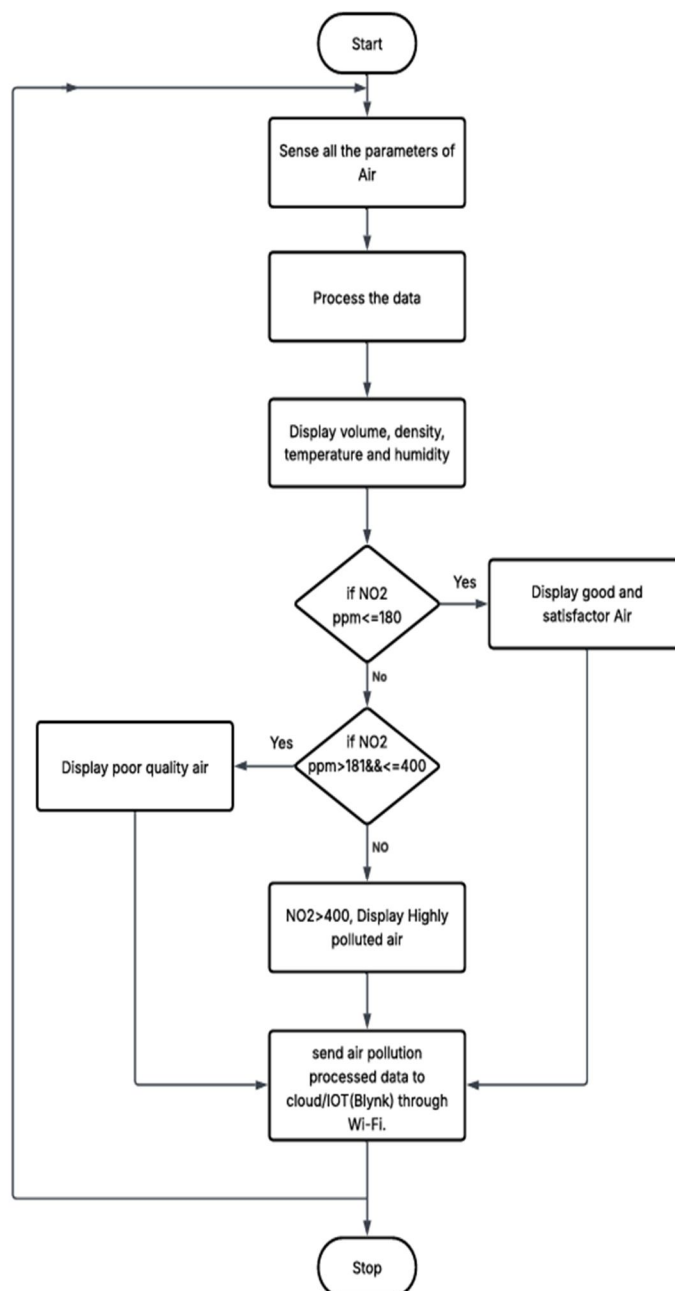 Start
Sense all the parameters of
Air
Process the data
Display volume, density,
temperature and humidity
if NO2
ppm<=180
Yes
Display good and
satisfactor Air
No
if NO2
ppm>181&&<=400
Yes
Display poor quality air
NO
NO2>400, Display Highly
polluted air
send air pollution
processed data to
cloud/IOT(Blynk) through
Wi-Fi.
Stop